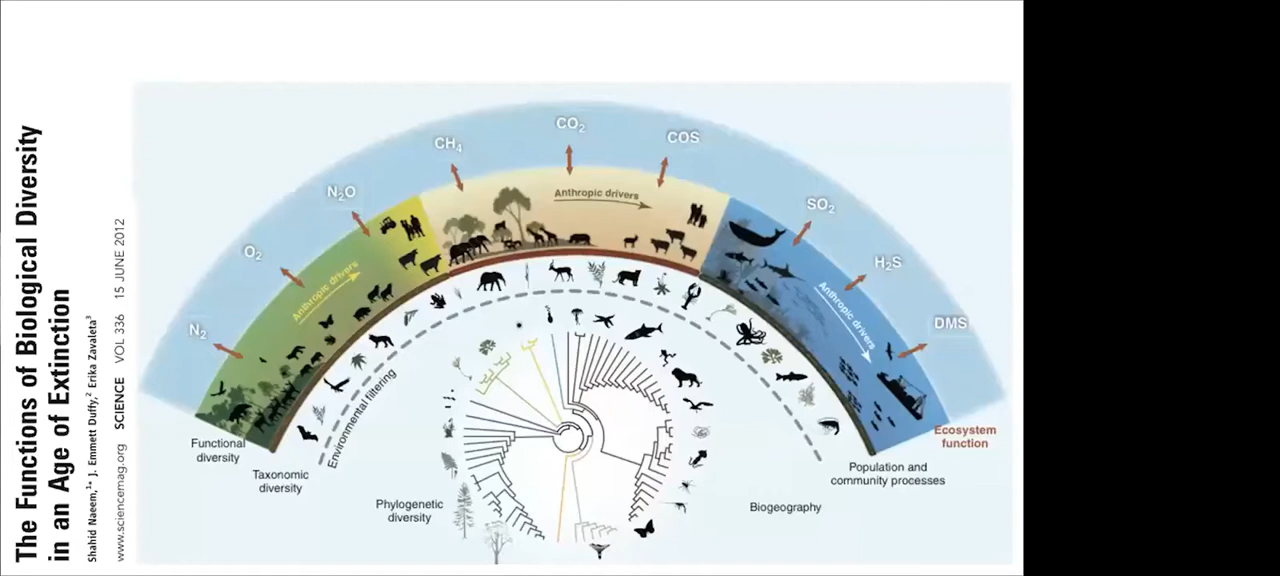 The Functions of Biological Diversity
in an Age of Extinction
Shahid Naeem,1* J. Emmett Duffy,2 Erika Zavaleta3
www.sciencemag.org SCIENCE VOL 336 15 JUNE 2012
N2
O2
N2O
CH4
CO2
COS
SO2
H2S
DMS
Anthropic drivers
Anthropic drivers
Anthropic drivers
Functional
diversity
Taxonomic
diversity
Environmental filtering
Phylogenetic
diversity
Biogeography
Population and
community processes
Ecosystem
function